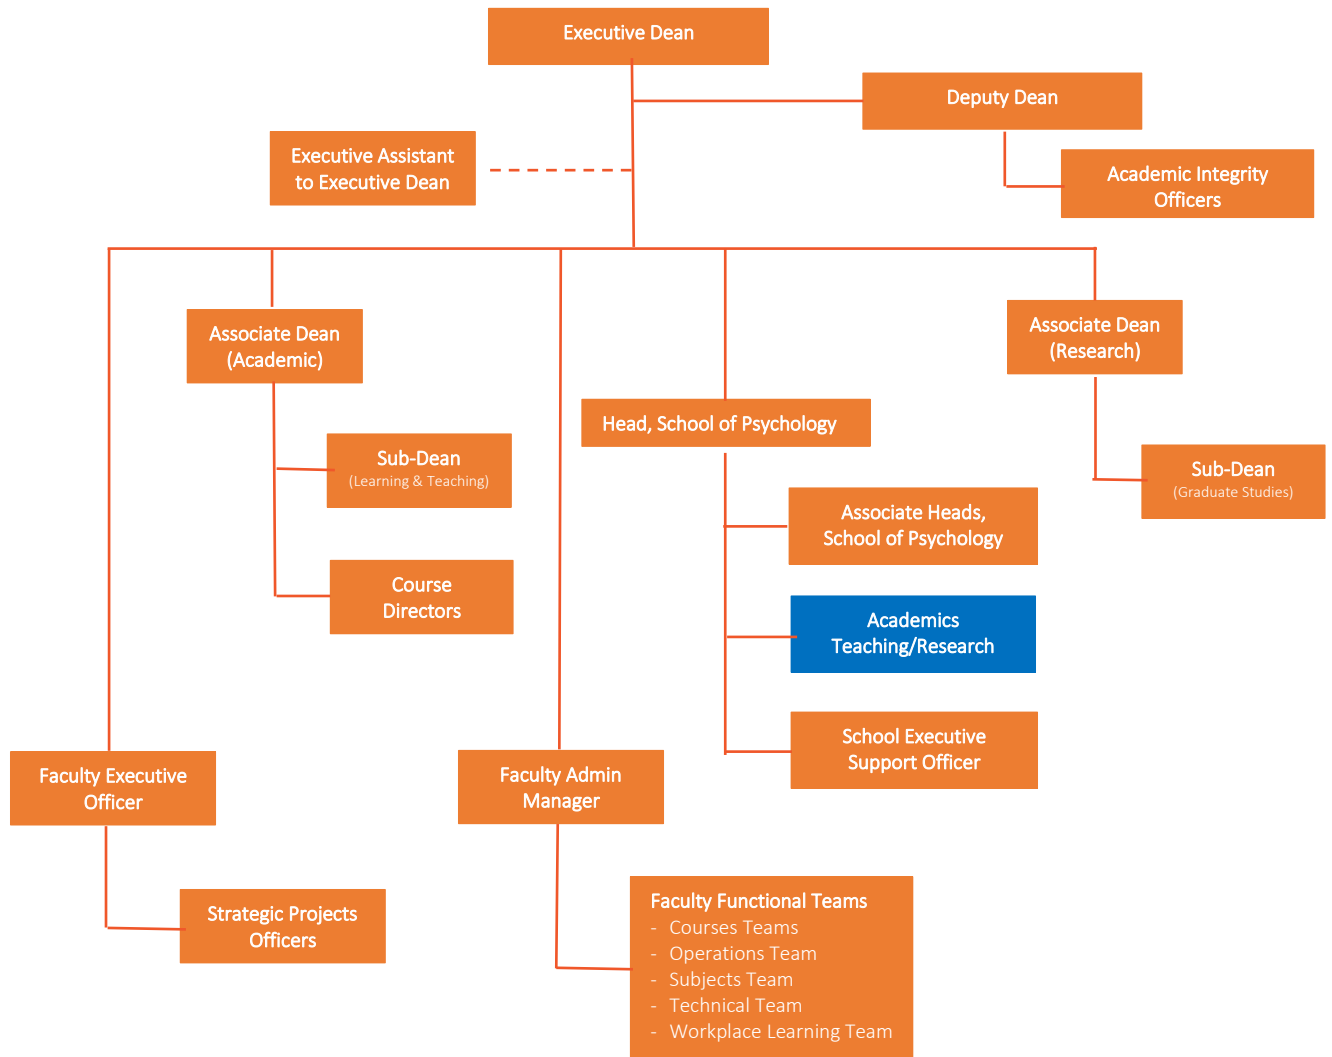 Executive Dean
Deputy Dean
Executive Assistant
to Executive Dean
Academic Integrity
Officers
Associate Dean
(Academic)
Associate Dean
(Research)
Head, School of Psychology
Sub-Dean
(Learning & Teaching)
Sub-Dean
(Graduate Studies)
Associate Heads,
School of Psychology
Course
Directors
Academics
Teaching/Research
School Executive
Support Officer
Faculty Executive
Officer
Faculty Admin
Manager
Strategic Projects
Officers
Faculty Functional Teams
- Courses Teams
- Operations Team
- Subjects Team
- Technical Team
- Workplace Learning Team